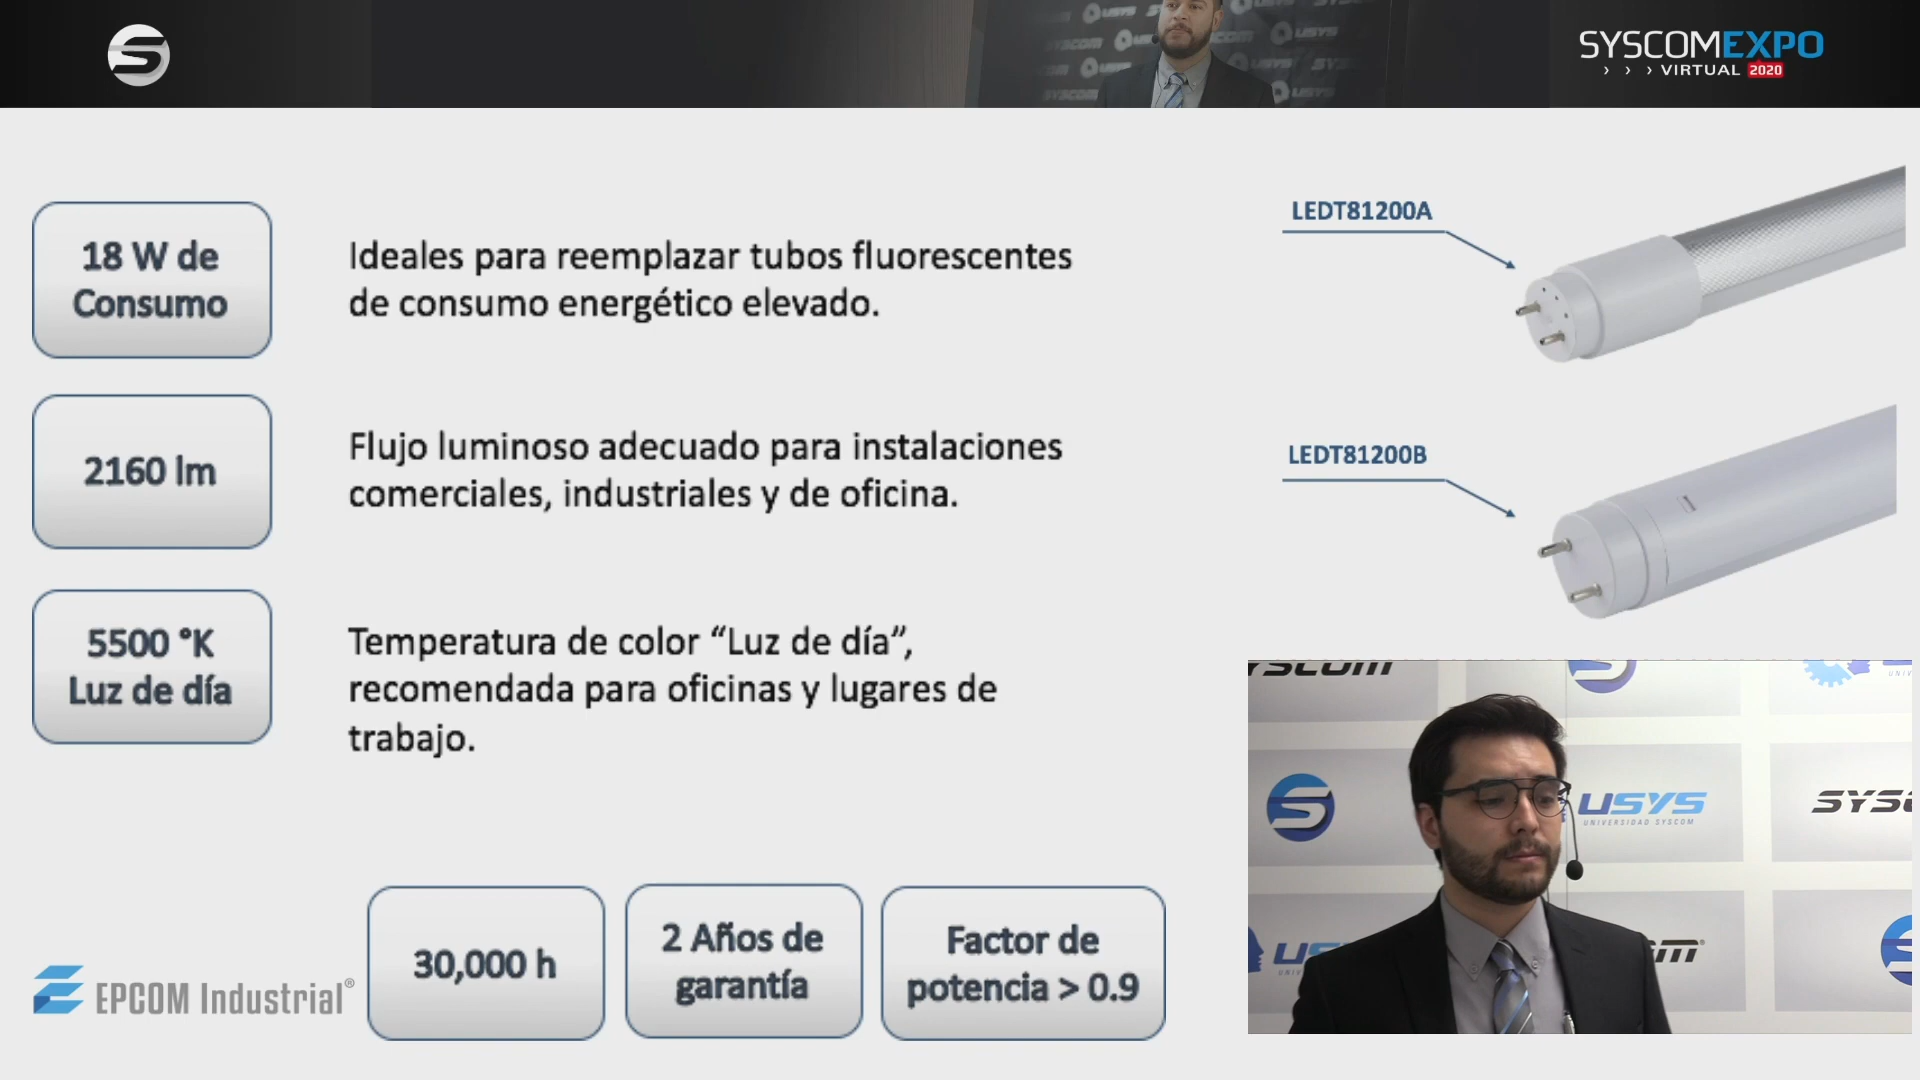 SYSCOMEXPO
› › › VIRTUAL 2020
18 W de
Consumo
Ideales para reemplazar tubos fluorescentes
de consumo energético elevado.
LEDT81200A
2160 lm
Flujo luminoso adecuado para instalaciones
comerciales, industriales y de oficina.
LEDT81200B
5500 °K
Luz de día
Temperatura de color “Luz de día”,
recomendada para oficinas y lugares de
trabajo.
SYSCOM
USYS
UNIVERSIDAD SYSCOM
30,000 h
2 Años de
garantía
Factor de
potencia > 0.9
EPCOM Industrial®